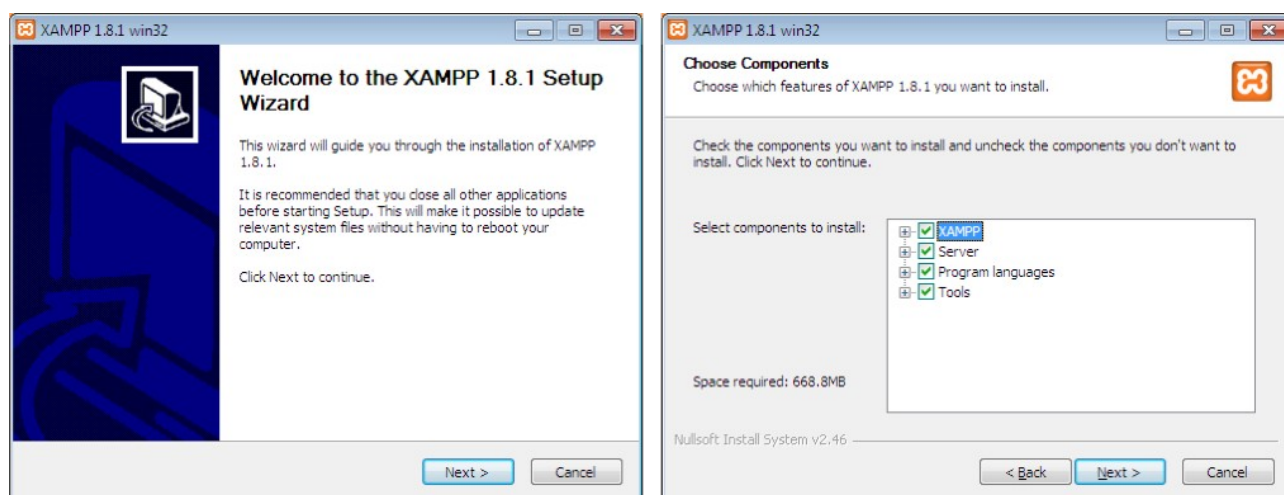 XAMPP 1.8.1 win32
Welcome to the XAMPP 1.8.1 Setup
Wizard
This wizard will guide you through the installation of XAMPP
1.8.1.
It is recommended that you close all other applications
before starting Setup. This will make it possible to update
relevant system files without having to reboot your
computer.
Click Next to continue.
Next >
Cancel
XAMPP 1.8.1 win32
Choose Components
Choose which features of XAMPP 1.8.1 you want to install.
Check the components you want to install and uncheck the components you don't want to
install. Click Next to continue.
Select components to install:
XAMPP
Server
Program languages
Tools
Space required: 668.8MB
Nullsoft Install System v2.46
< Back
Next >
Cancel